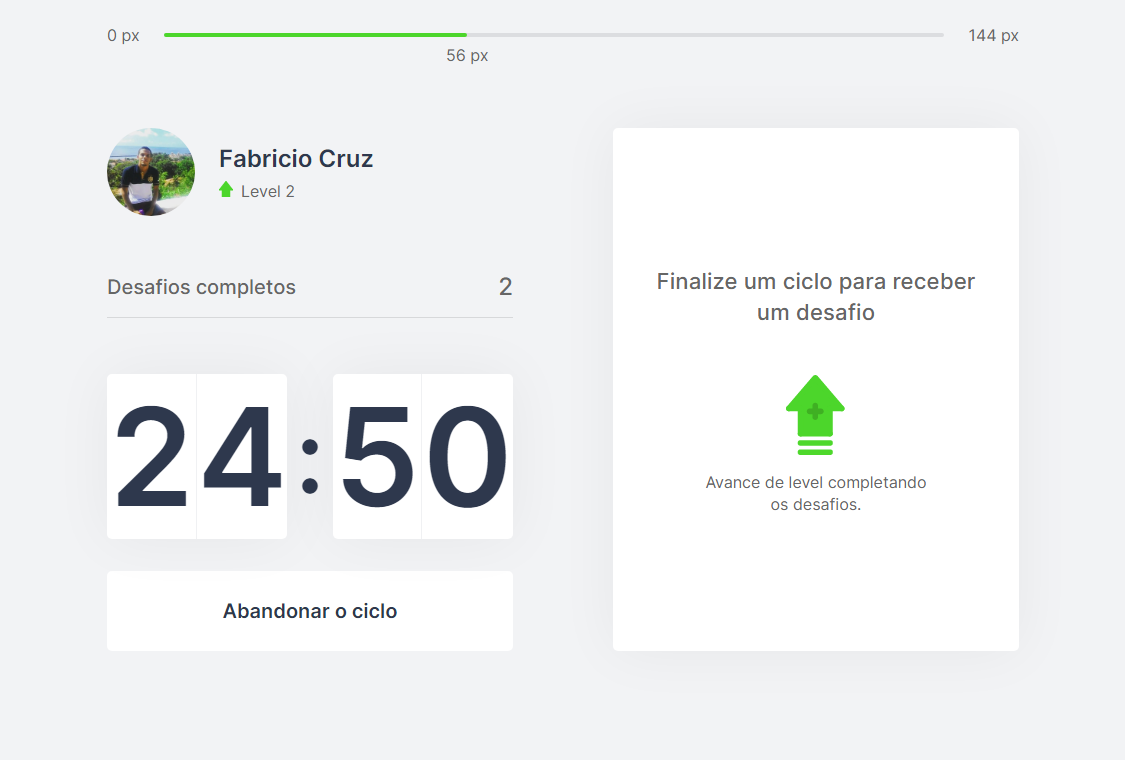 0 px
144 px
56 px
Fabricio Cruz
Level 2
Desafios completos
2
24:50
Abandonar o ciclo
Finalize um ciclo para receber
um desafio
Avance de level completando
os desafios.